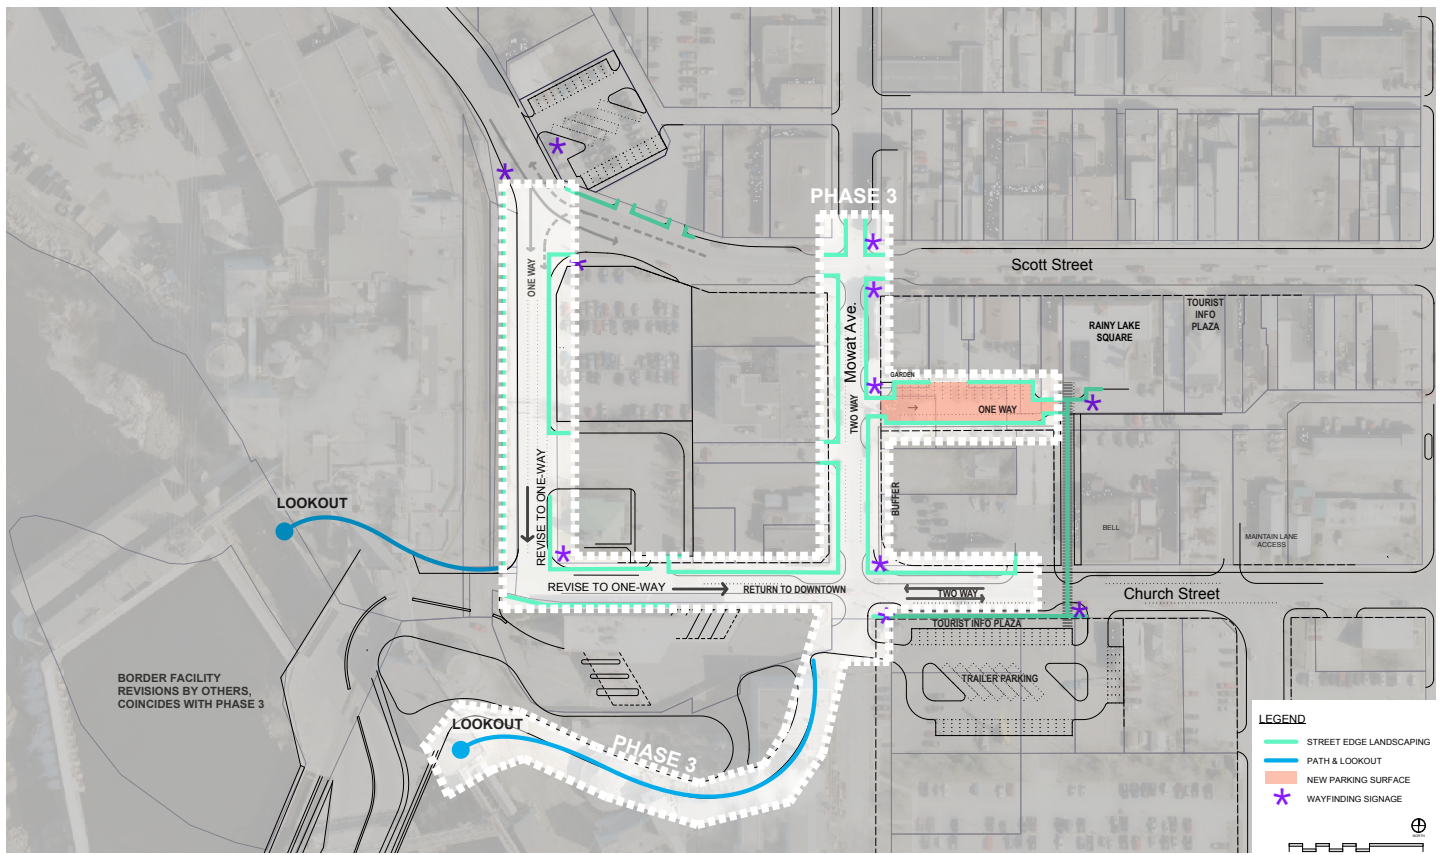 PHASE 3
Scott Street
ONE WAY
TOURIST
INFO
PLAZA
RAINY LAKE
SQUARE
Mowat Ave.
GARDEN
ONE WAY
TWO WAY
REVISE TO ONE-WAY
BUFFER
LOOKOUT
BELL
MAINTAIN LANE
ACCESS
REVISE TO ONE-WAY
RETURN TO DOWNTOWN
TWO WAY
Church Street
TOURIST INFO PLAZA
BORDER FACILITY
REVISIONS BY OTHERS,
COINCIDES WITH PHASE 3
TRAILER PARKING
LOOKOUT
PHASE 3
LEGEND
STREET EDGE LANDSCAPING
PATH & LOOKOUT
NEW PARKING SURFACE
WAYFINDING SIGNAGE
NORTH